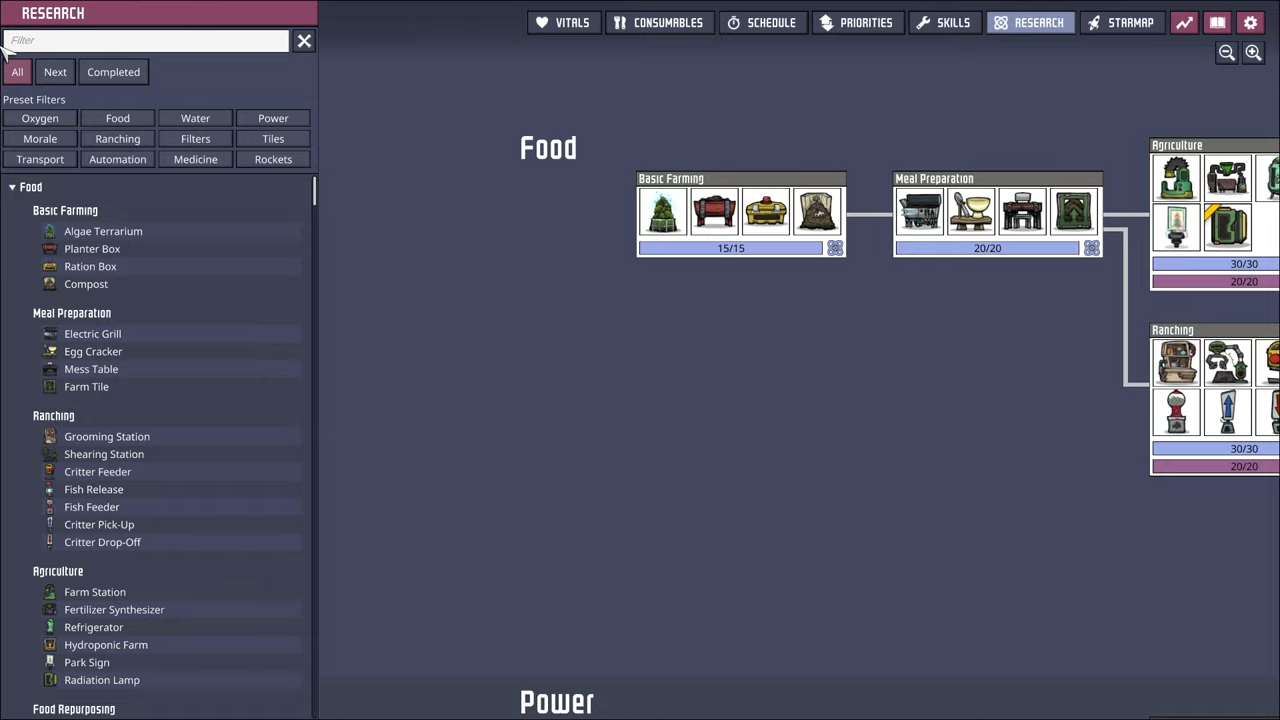 RESEARCH
VITALS
CONSUMABLES
SCHEDULE
PRIORITIES
SKILLS
RESEARCH
STARMAP
Filter
All
Next
Completed
Preset Filters
Oxygen
Food
Water
Power
Morale
Ranching
Filters
Tiles
Transport
Automation
Medicine
Rockets
Food
Basic Farming
Algae Terrarium
Planter Box
Ration Box
Compost
Meal Preparation
Electric Grill
Egg Cracker
Mess Table
Farm Tile
Ranching
Grooming Station
Shearing Station
Critter Feeder
Fish Release
Fish Feeder
Critter Pick-Up
Critter Drop-Off
Agriculture
Farm Station
Fertilizer Synthesizer
Refrigerator
Hydroponic Farm
Park Sign
Radiation Lamp
Food Repurposing
Food
Basic Farming
15/15
Meal Preparation
20/20
Agriculture
30/30
20/20
Ranching
30/30
20/20
Power